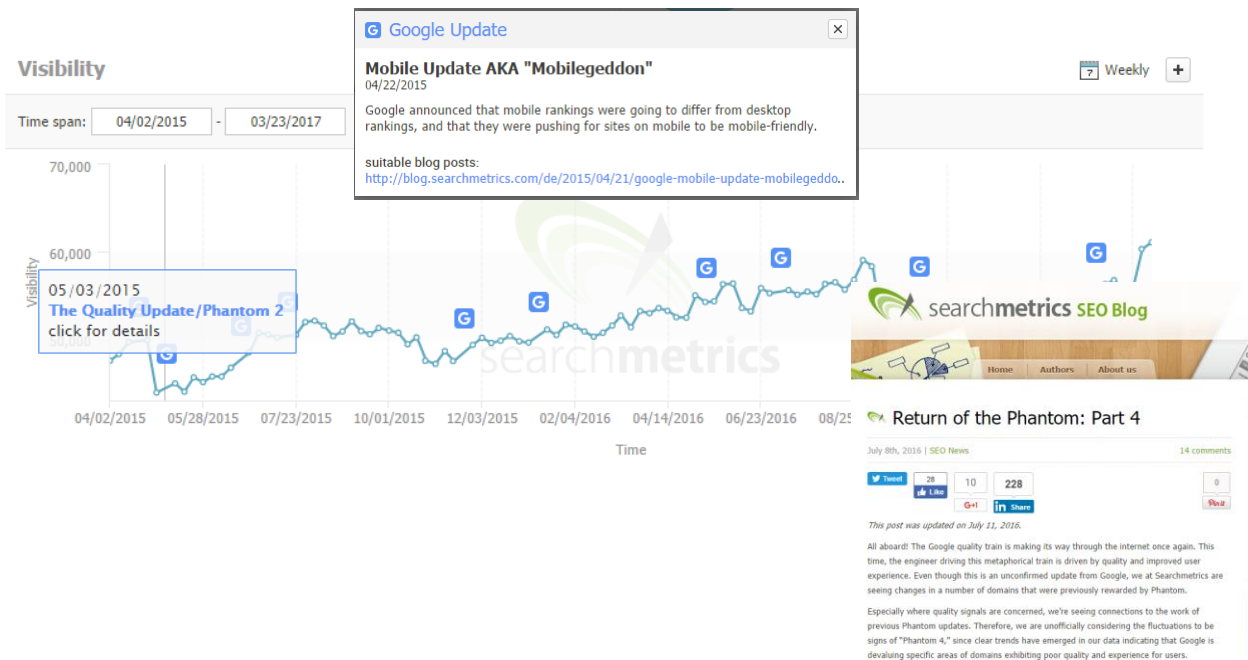 Google Update
Mobile Update AKA "Mobilegeddon"
04/22/2015
Google announced that mobile rankings were going to differ from desktop
rankings, and that they were pushing for sites on mobile to be mobile-friendly.
suitable blog posts:
http://blog.searchmetrics.com/de/2015/04/21/google-mobile-update-mobilegeddo..
Visibility
7 Weekly +
Time span: 04/02/2015 - 03/23/2017
70,000
60,000
50,000
Visibility
05/03/2015
The Quality Update/Phantom 2
click for details
G G G G G G G G
searchmetrics
04/02/2015 05/28/2015 07/23/2015 10/01/2015 12/03/2015 02/04/2016 04/14/2016 06/23/2016 08/25
Time
searchmetrics SEO Blog
Home Authors About us
Return of the Phantom: Part 4
July 8th, 2016 | SEO News 14 comments
Tweet 28 Like 10 G+1 228 in Share 0 Pin it
This post was updated on July 11, 2016.
All aboard! The Google quality train is making its way through the internet once again. This
time, the engineer driving this metaphorical train is driven by quality and improved user
experience. Even though this is an unconfirmed update from Google, we at Searchmetrics are
seeing changes in a number of domains that were previously rewarded by Phantom.
Especially where quality signals are concerned, we're seeing connections to the work of
previous Phantom updates. Therefore, we are unofficially considering the fluctuations to be
signs of "Phantom 4," since clear trends have emerged in our data indicating that Google is
devaluing specific areas of domains exhibiting poor quality and experience for users.